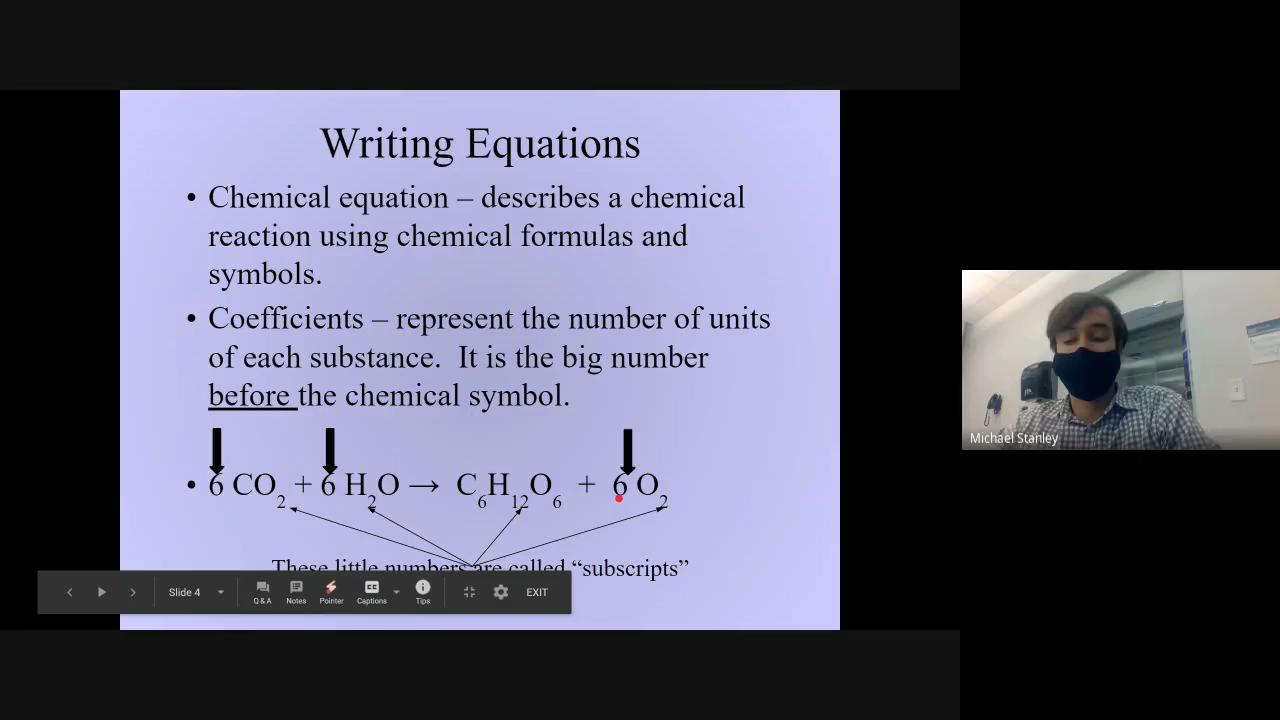 Writing Equations
• Chemical equation – describes a chemical
reaction using chemical formulas and
symbols.
• Coefficients – represent the number of units
of each substance.  It is the big number
before the chemical symbol.
• 6 CO₂ + 6 H₂O → C₆H₁₂O₆ + 6 O₂
These little numbers are called “subscripts”
Slide 4
Q & A
Notes
Pointer
CC
Captions
Tips
EXIT
Michael Stanley